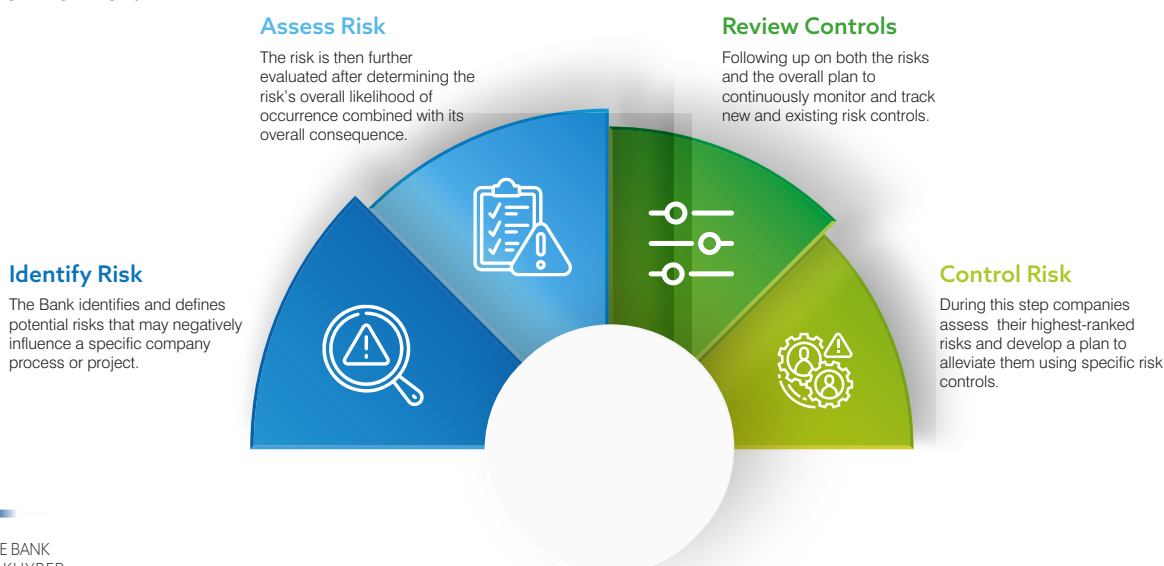 Assess Risk
The risk is then further
evaluated after determining the
risk's overall likelihood of
occurrence combined with its
overall consequence.
Review Controls
Following up on both the risks
and the overall plan to
continuously monitor and track
new and existing risk controls.
Identify Risk
The Bank identifies and defines
potential risks that may negatively
influence a specific company
process or project.
Control Risk
During this step companies
assess  their highest-ranked
risks and develop a plan to
alleviate them using specific risk
controls.
E BANK